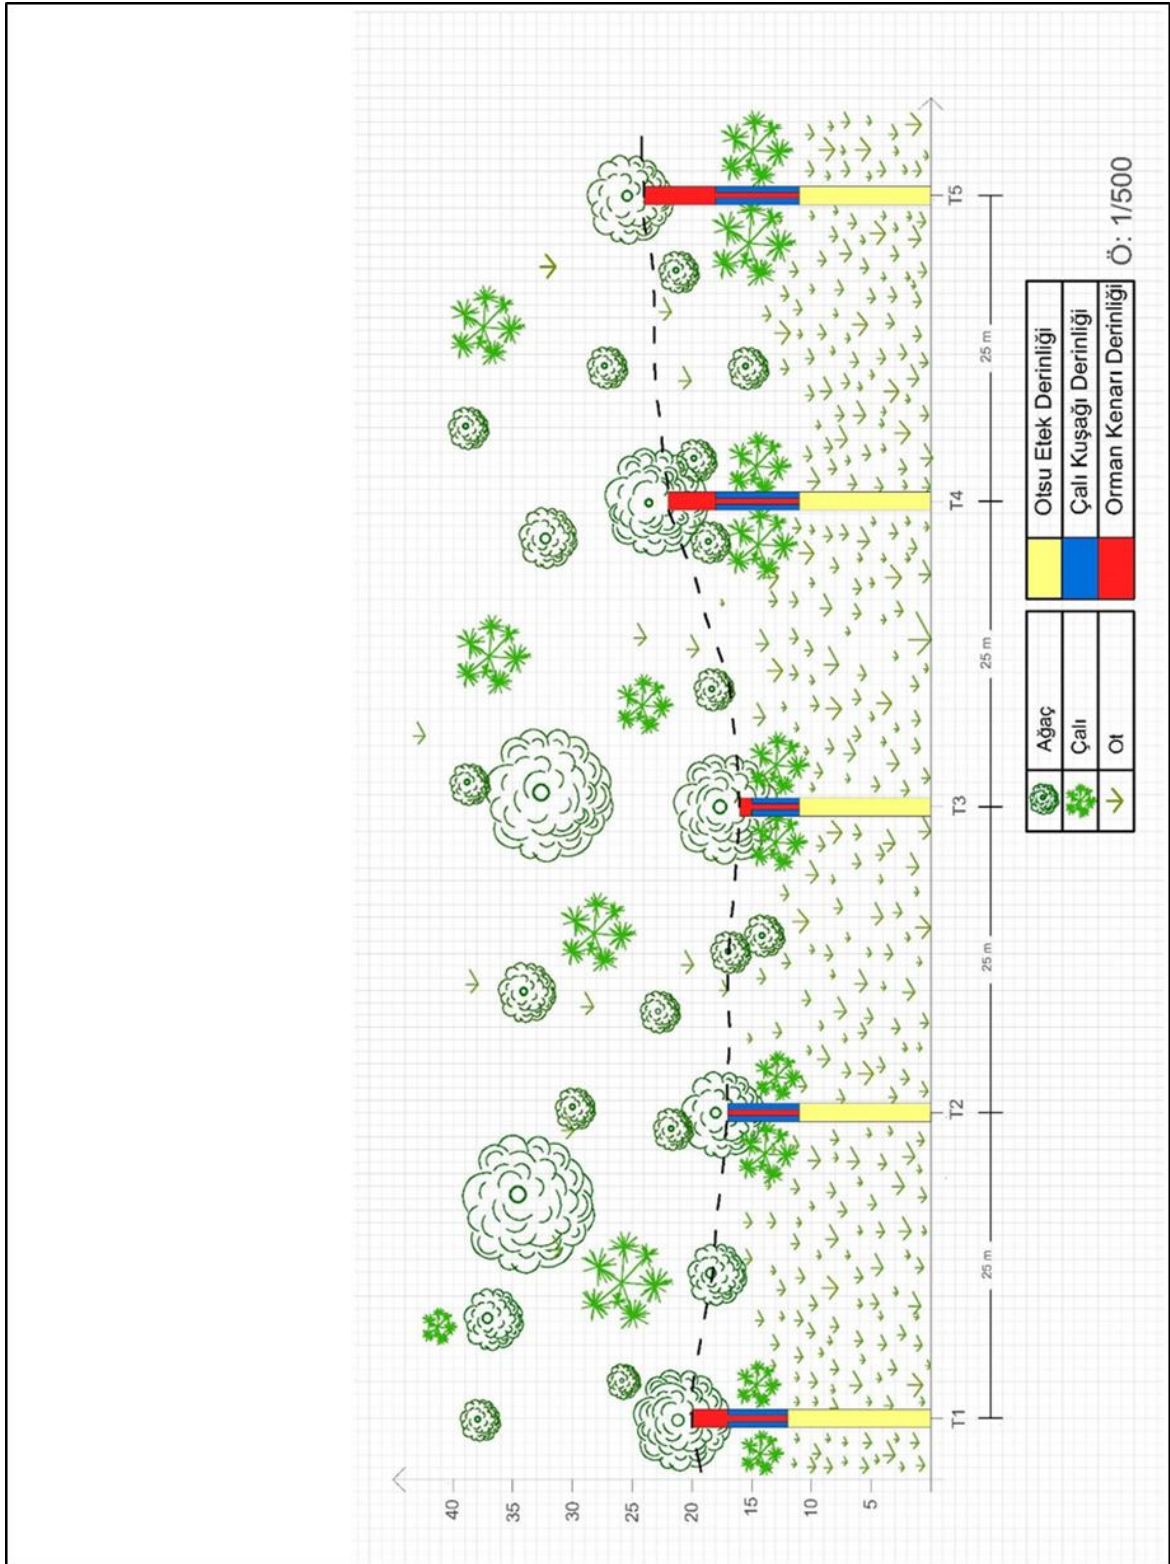 40
35
30
25
20
15
10
5
T1
T2
T3
T4
T5
25 m
25 m
25 m
25 m
Ağaç
Çalı
Ot
Otsu Etek Derinliği
Çalı Kuşağı Derinliği
Orman Kenarı Derinliği
Ö: 1/500